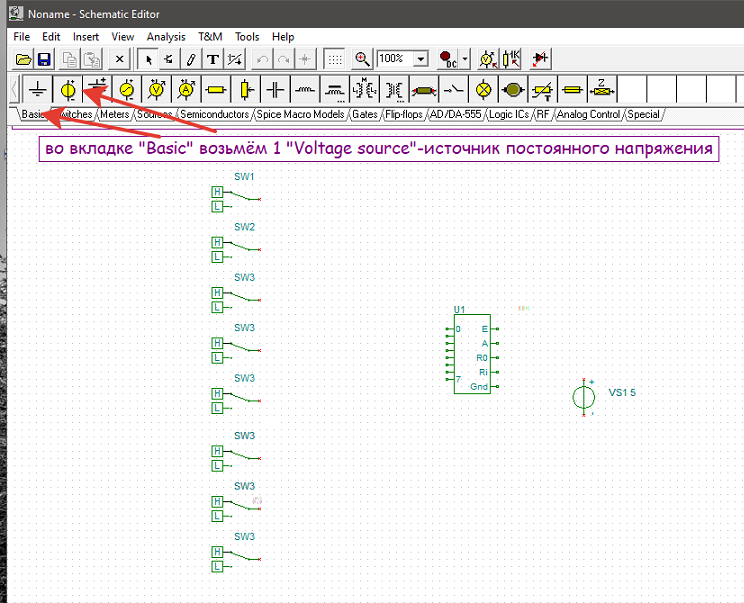 Noname - Schematic Editor
File Edit Insert View Analysis T&M Tools Help
100%
DC
Basic Switches Meters Sources Semiconductors Spice Macro Models Gates Flip-flops AD/DA-555 Logic ICs RF Analog Control Special
во вкладке "Basic" возьмём 1 "Voltage source"-источник постоянного напряжения
SW1
H
L
SW2
H
L
SW3
H
L
SW3
H
L
SW3
H
L
SW3
H
L
SW3
H
L
SW3
H
L
U1
0 E
A
R0
Ri
7 Gnd
+
VS1 5
-